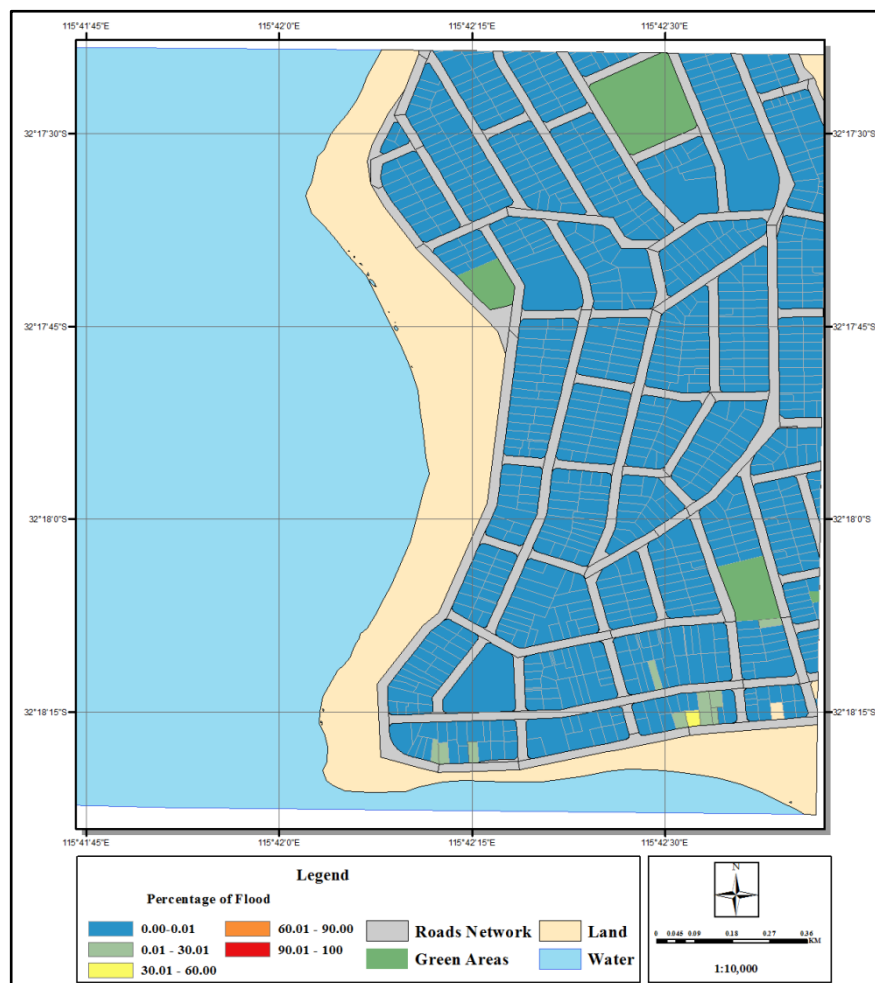 115°41'45"E 115°42'0"E 115°42'15"E 115°42'30"E
32°17'30"S 32°17'30"S
32°17'45"S 32°17'45"S
32°18'0"S 32°18'0"S
32°18'15"S 32°18'15"S
115°41'45"E 115°42'0"E 115°42'15"E 115°42'30"E
Legend
Percentage of Flood
0.00-0.01 60.01 - 90.00 Roads Network Land
0.01 - 30.01 90.01 - 100 Green Areas Water
30.01 - 60.00
N
0 0.045 0.09 0.18 0.27 0.36
KM
1:10,000